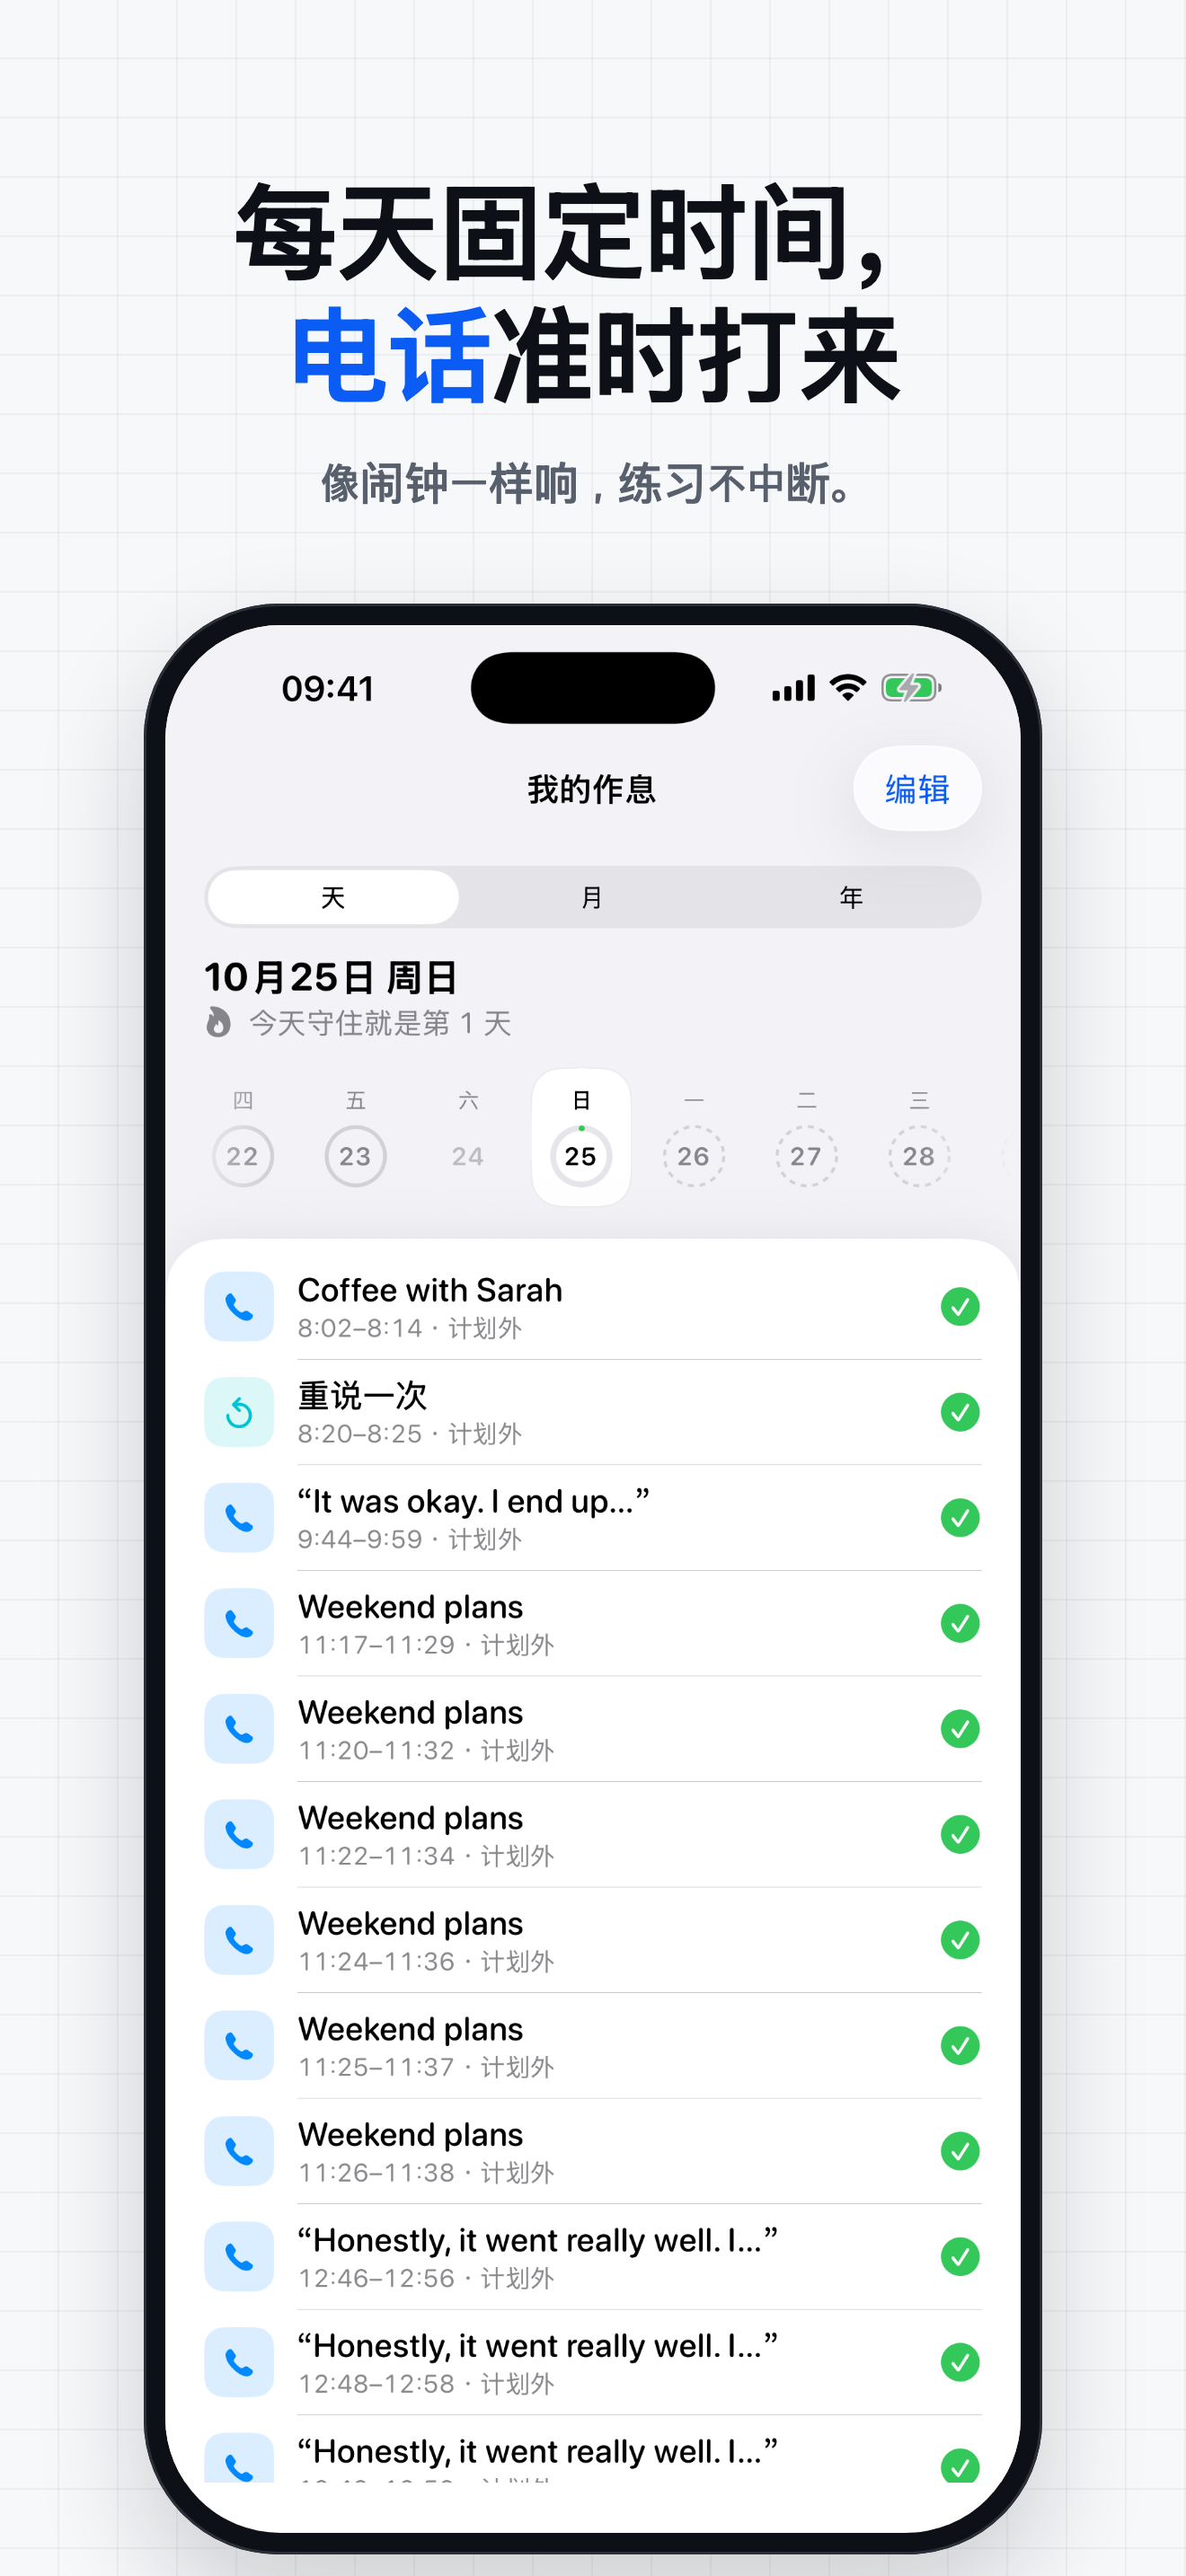 每天固定时间，
电话准时打来
像闹钟一样响，练习不中断。
09:41
我的作息
编辑
天 月 年
10月25日 周日
今天守住就是第 1 天
四 五 六 日 一 二 三
22 23 24 25 26 27 28
Coffee with Sarah
8:02–8:14 · 计划外
重说一次
8:20–8:25 · 计划外
“It was okay. I end up…”
9:44–9:59 · 计划外
Weekend plans
11:17–11:29 · 计划外
Weekend plans
11:20–11:32 · 计划外
Weekend plans
11:22–11:34 · 计划外
Weekend plans
11:24–11:36 · 计划外
Weekend plans
11:25–11:37 · 计划外
Weekend plans
11:26–11:38 · 计划外
“Honestly, it went really well. I…”
12:46–12:56 · 计划外
“Honestly, it went really well. I…”
12:48–12:58 · 计划外
“Honestly, it went really well. I…”